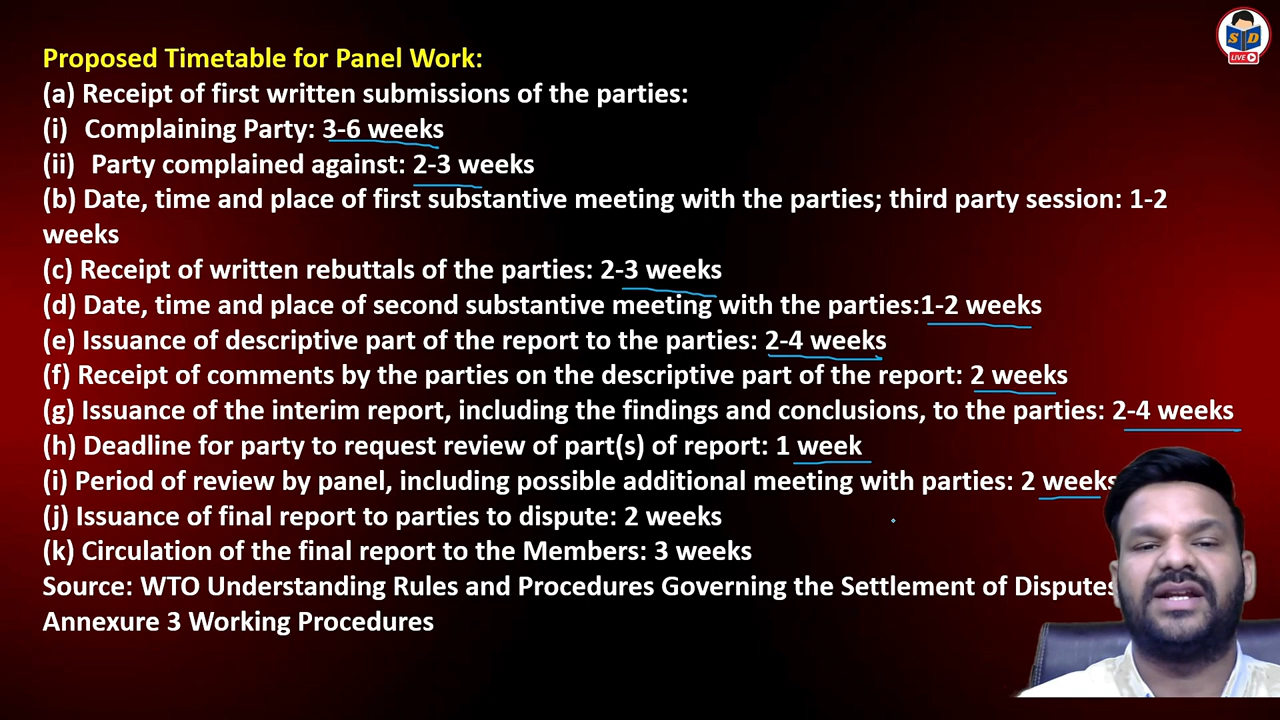 Proposed Timetable for Panel Work:
(a) Receipt of first written submissions of the parties:
(i) Complaining Party: 3-6 weeks
(ii) Party complained against: 2-3 weeks
(b) Date, time and place of first substantive meeting with the parties; third party session: 1-2
weeks
(c) Receipt of written rebuttals of the parties: 2-3 weeks
(d) Date, time and place of second substantive meeting with the parties:1-2 weeks
(e) Issuance of descriptive part of the report to the parties: 2-4 weeks
(f) Receipt of comments by the parties on the descriptive part of the report: 2 weeks
(g) Issuance of the interim report, including the findings and conclusions, to the parties: 2-4 weeks
(h) Deadline for party to request review of part(s) of report: 1 week
(i) Period of review by panel, including possible additional meeting with parties: 2 weeks
(j) Issuance of final report to parties to dispute: 2 weeks
(k) Circulation of the final report to the Members: 3 weeks
Source: WTO Understanding Rules and Procedures Governing the Settlement of Disputes
Annexure 3 Working Procedures
S D
LIVE